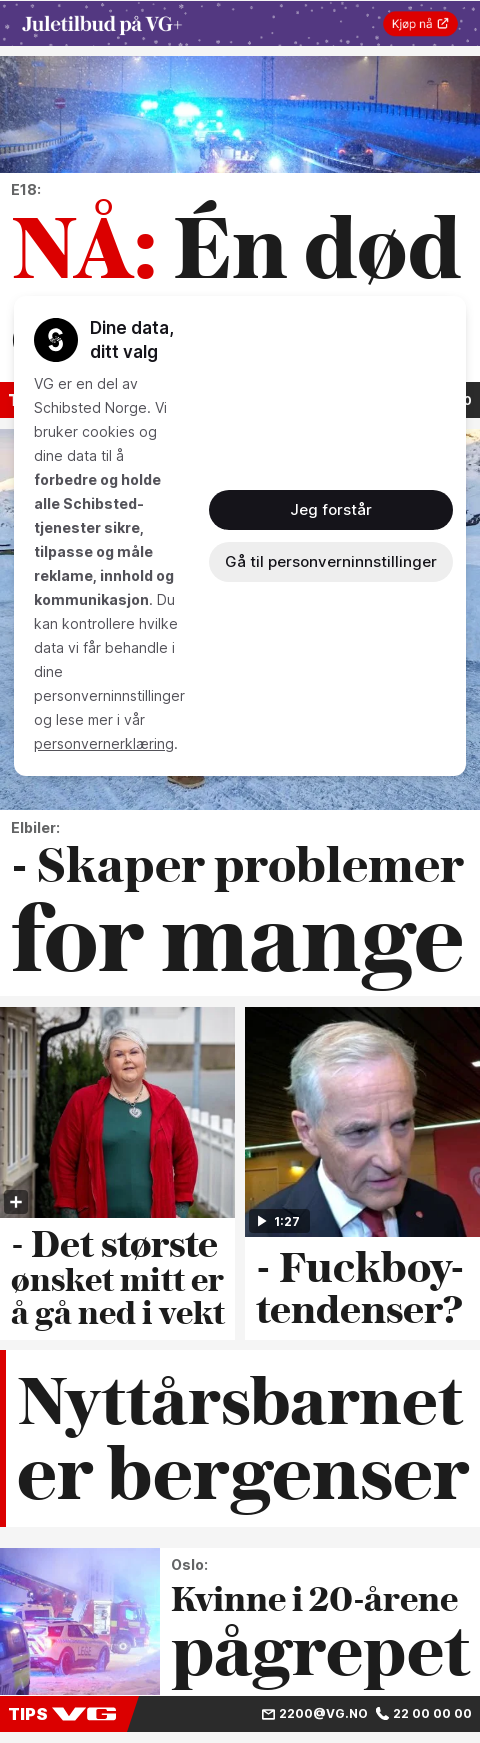 Juletilbud på VG+
Kjøp nå
E18:
NÅ: Én død
Dine data,
ditt valg
VG er en del av
Schibsted Norge. Vi
bruker cookies og
dine data til å
forbedre og holde
alle Schibsted-
tjenester sikre,
tilpasse og måle
reklame, innhold og
kommunikasjon. Du
kan kontrollere hvilke
data vi får behandle i
dine
personverninnstillinger
og lese mer i vår
personvernerklæring.
Jeg forstår
Gå til personverninnstillinger
Elbiler:
- Skaper problemer
for mange
- Det største
ønsket mitt er
å gå ned i vekt
1:27
- Fuckboy-
tendenser?
Nyttårsbarnet
er bergenser
Oslo:
Kvinne i 20-årene
pågrepet
TIPS VG 2200@VG.NO 22 00 00 00